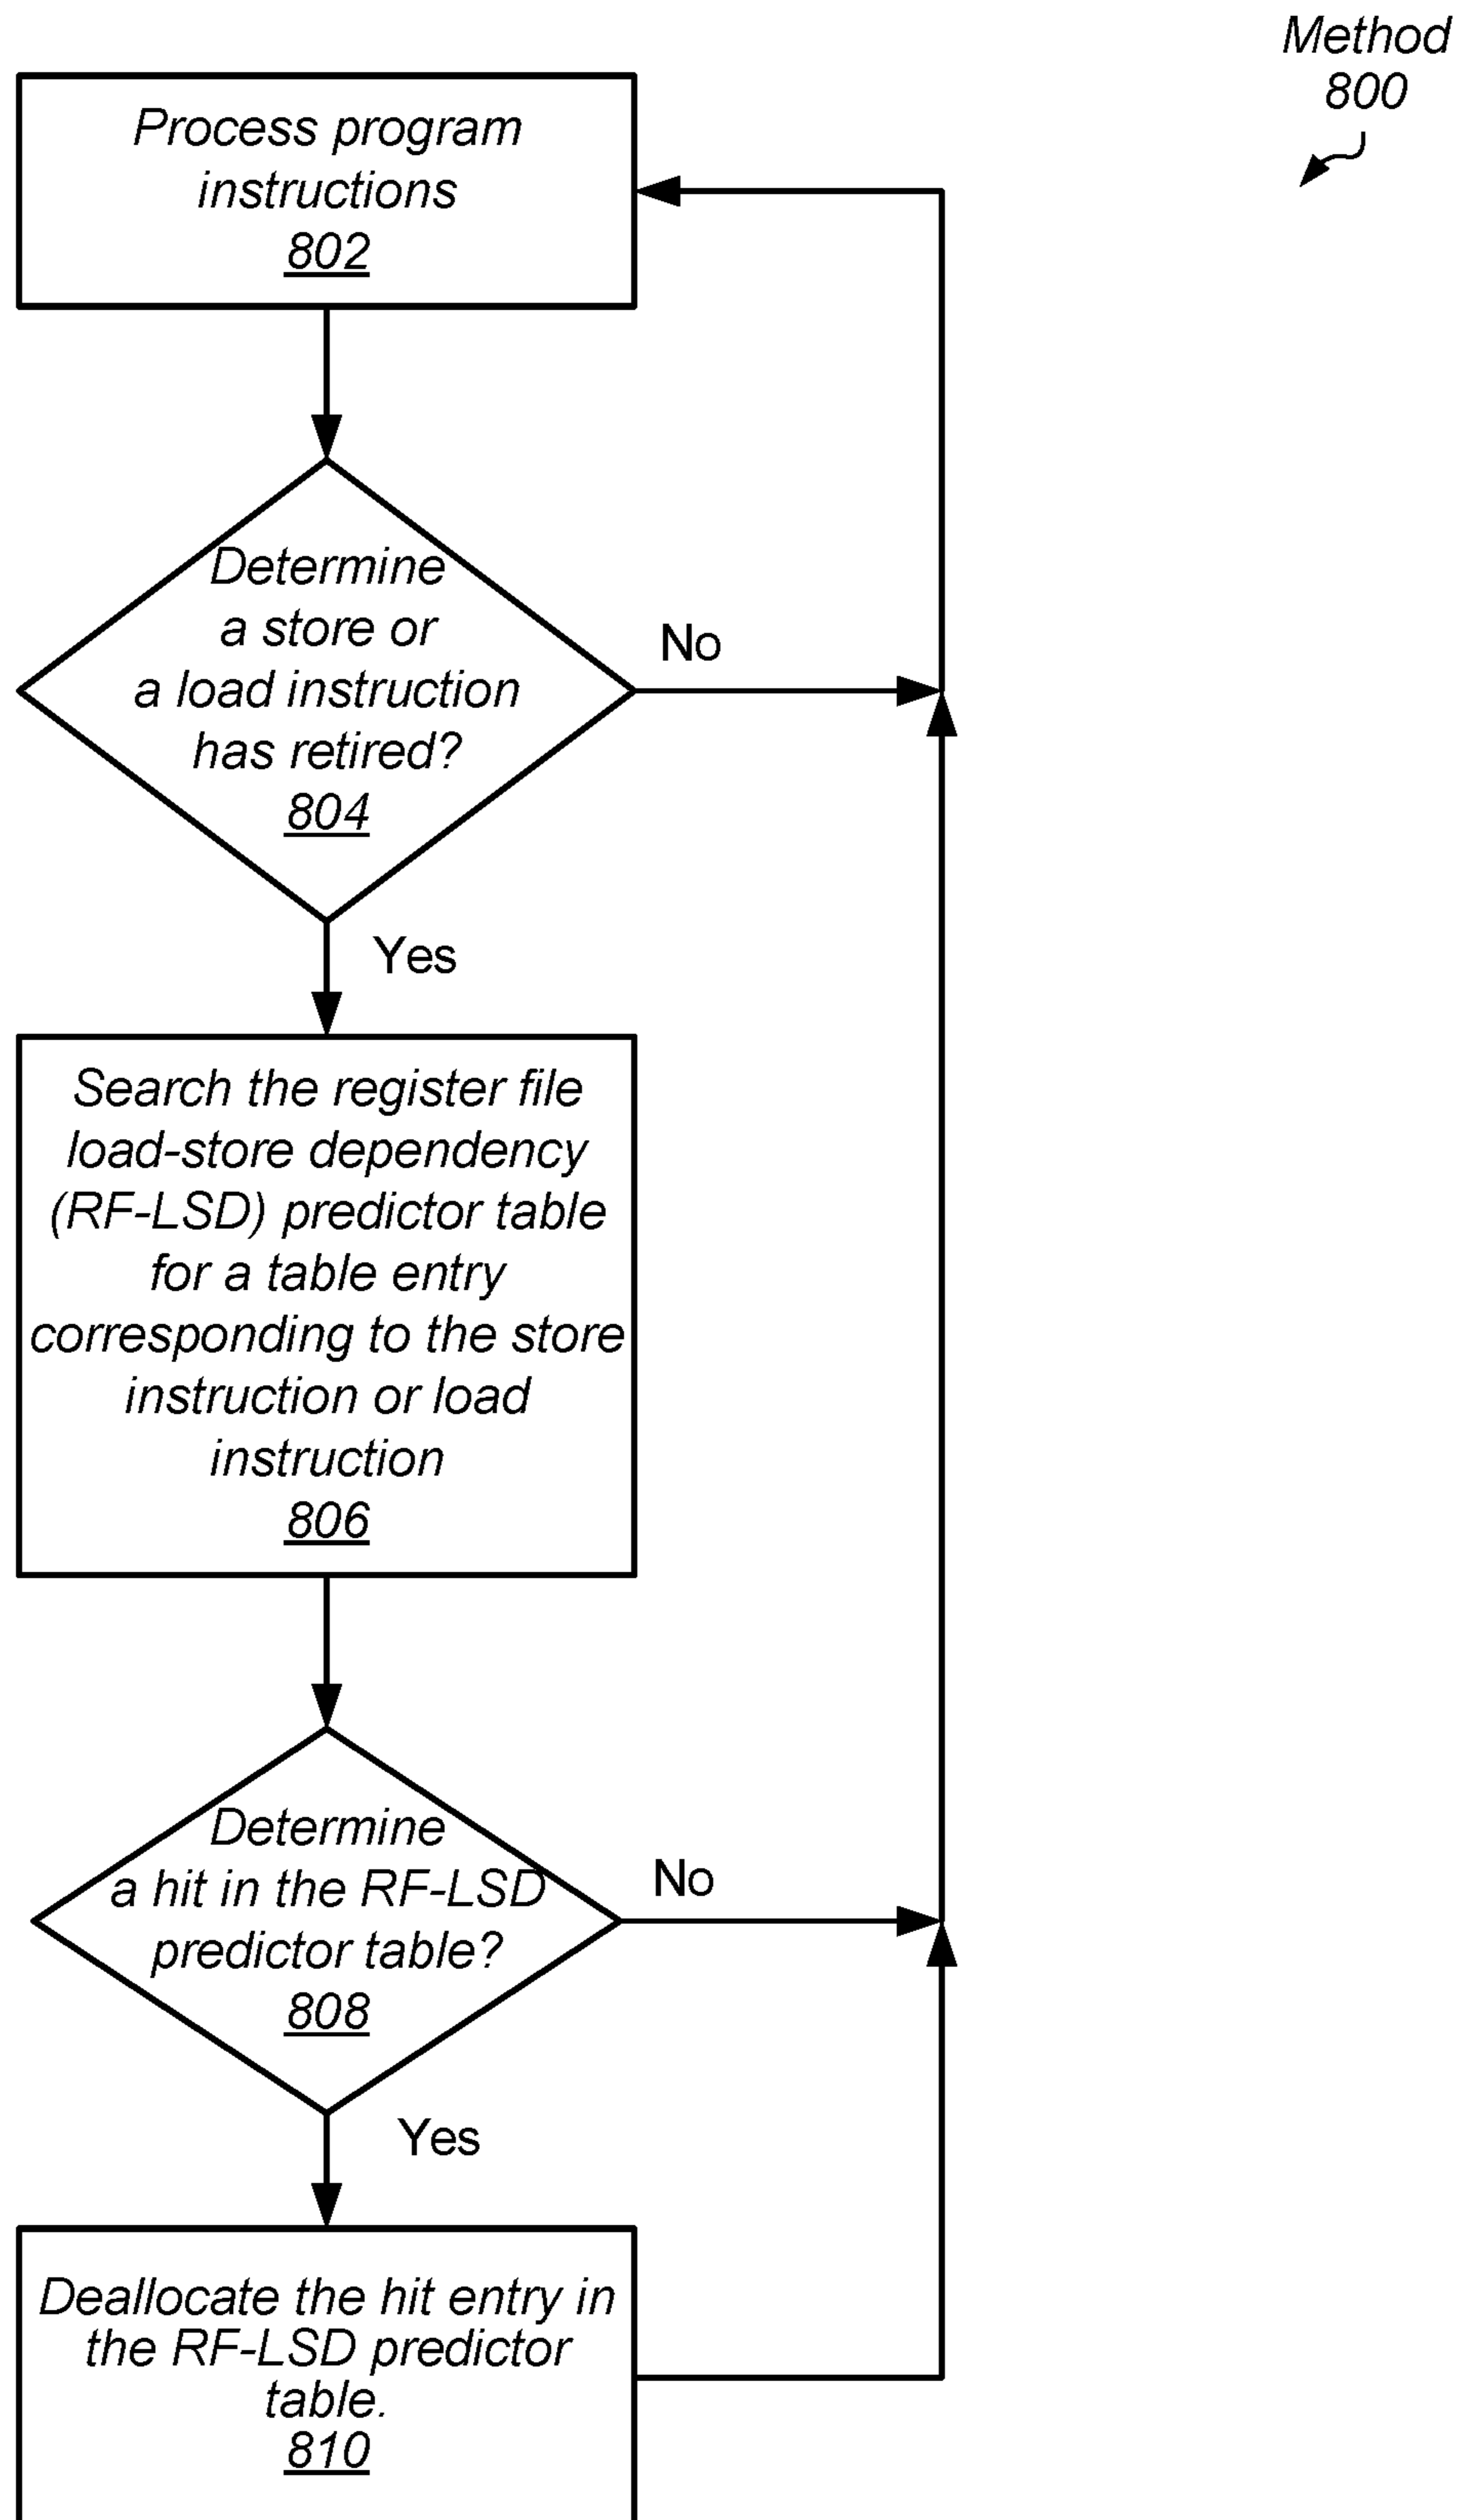 Method
800
Process program
instructions
802
Determine
a store or
a load instruction
has retired?
804
No
Yes
Search the register file
load-store dependency
(RF-LSD) predictor table
for a table entry
corresponding to the store
instruction or load
instruction
806
Determine
a hit in the RF-LSD
predictor table?
808
No
Yes
Deallocate the hit entry in
the RF-LSD predictor
table.
810